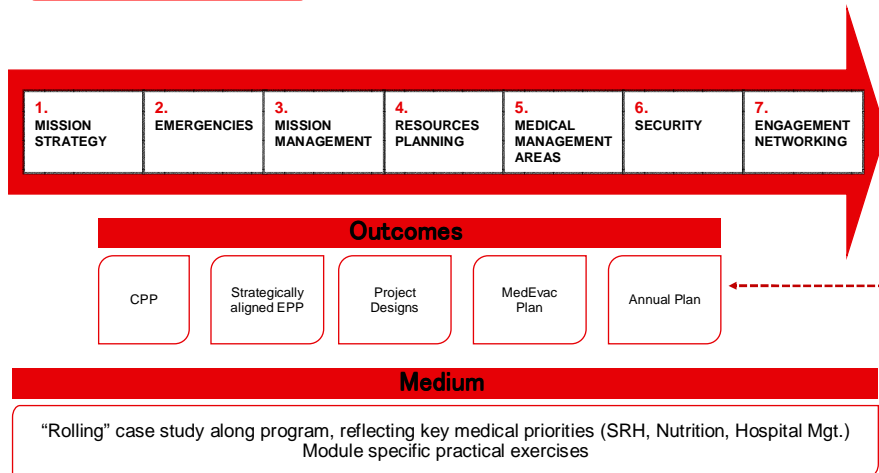 1.
MISSION
STRATEGY
2.
EMERGENCIES
3.
MISSION
MANAGEMENT
4.
RESOURCES
PLANNING
5.
MEDICAL
MANAGEMENT
AREAS
6.
SECURITY
7.
ENGAGEMENT
NETWORKING
Outcomes
CPP
Strategically
aligned EPP
Project
Designs
MedEvac
Plan
Annual Plan
Medium
“Rolling” case study along program, reflecting key medical priorities (SRH, Nutrition, Hospital Mgt.)
Module specific practical exercises